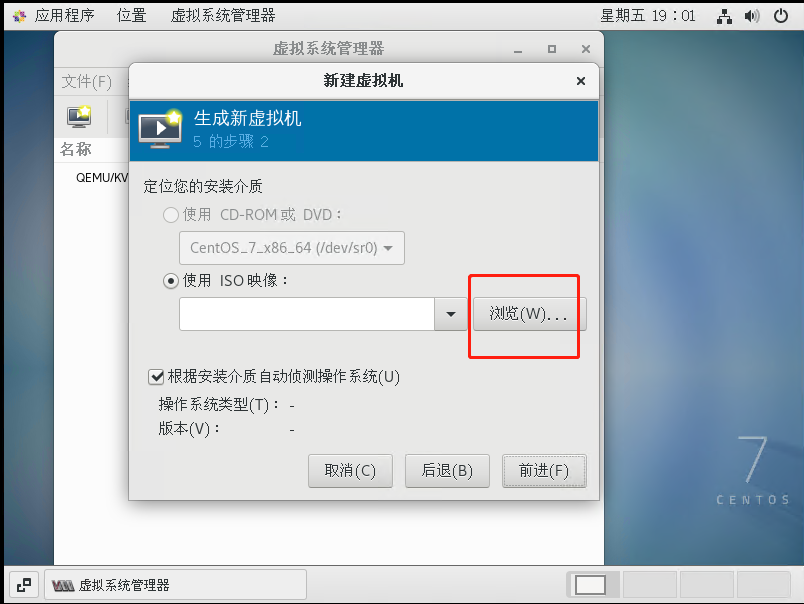 应用程序 位置 虚拟系统管理器 星期五 19：01
虚拟系统管理器
文件(F)
新建虚拟机
生成新虚拟机
5 的步骤 2
名称
QEMU/KV
定位您的安装介质
使用 CD-ROM 或 DVD：
CentOS_7_x86_64 (/dev/sr0)
使用 ISO 映像：
浏览(W)...
根据安装介质自动侦测操作系统(U)
操作系统类型(T)： -
版本(V)： -
取消(C) 后退(B) 前进(F)
7
CENTOS
虚拟系统管理器